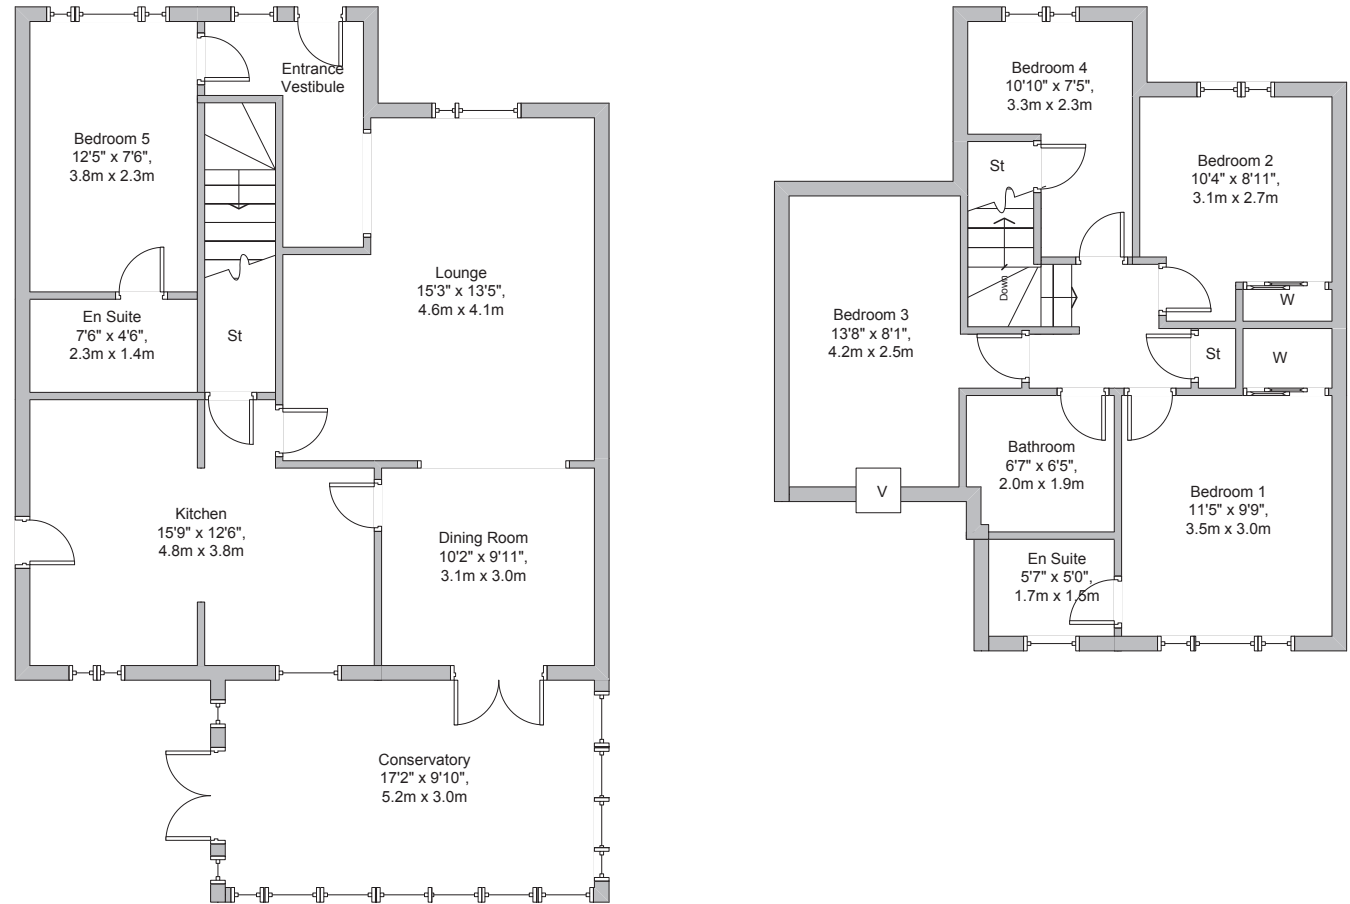 Entrance
Vestibule
Bedroom 5
12'5" x 7'6",
3.8m x 2.3m
Lounge
15'3" x 13'5",
4.6m x 4.1m
En Suite
7'6" x 4'6",
2.3m x 1.4m
St
Kitchen
15'9" x 12'6",
4.8m x 3.8m
Dining Room
10'2" x 9'11",
3.1m x 3.0m
Conservatory
17'2" x 9'10",
5.2m x 3.0m
Bedroom 4
10'10" x 7'5",
3.3m x 2.3m
St
Bedroom 2
10'4" x 8'11",
3.1m x 2.7m
Down
W
Bedroom 3
13'8" x 8'1",
4.2m x 2.5m
St
W
Bathroom
6'7" x 6'5",
2.0m x 1.9m
V
Bedroom 1
11'5" x 9'9",
3.5m x 3.0m
En Suite
5'7" x 5'0",
1.7m x 1.5m